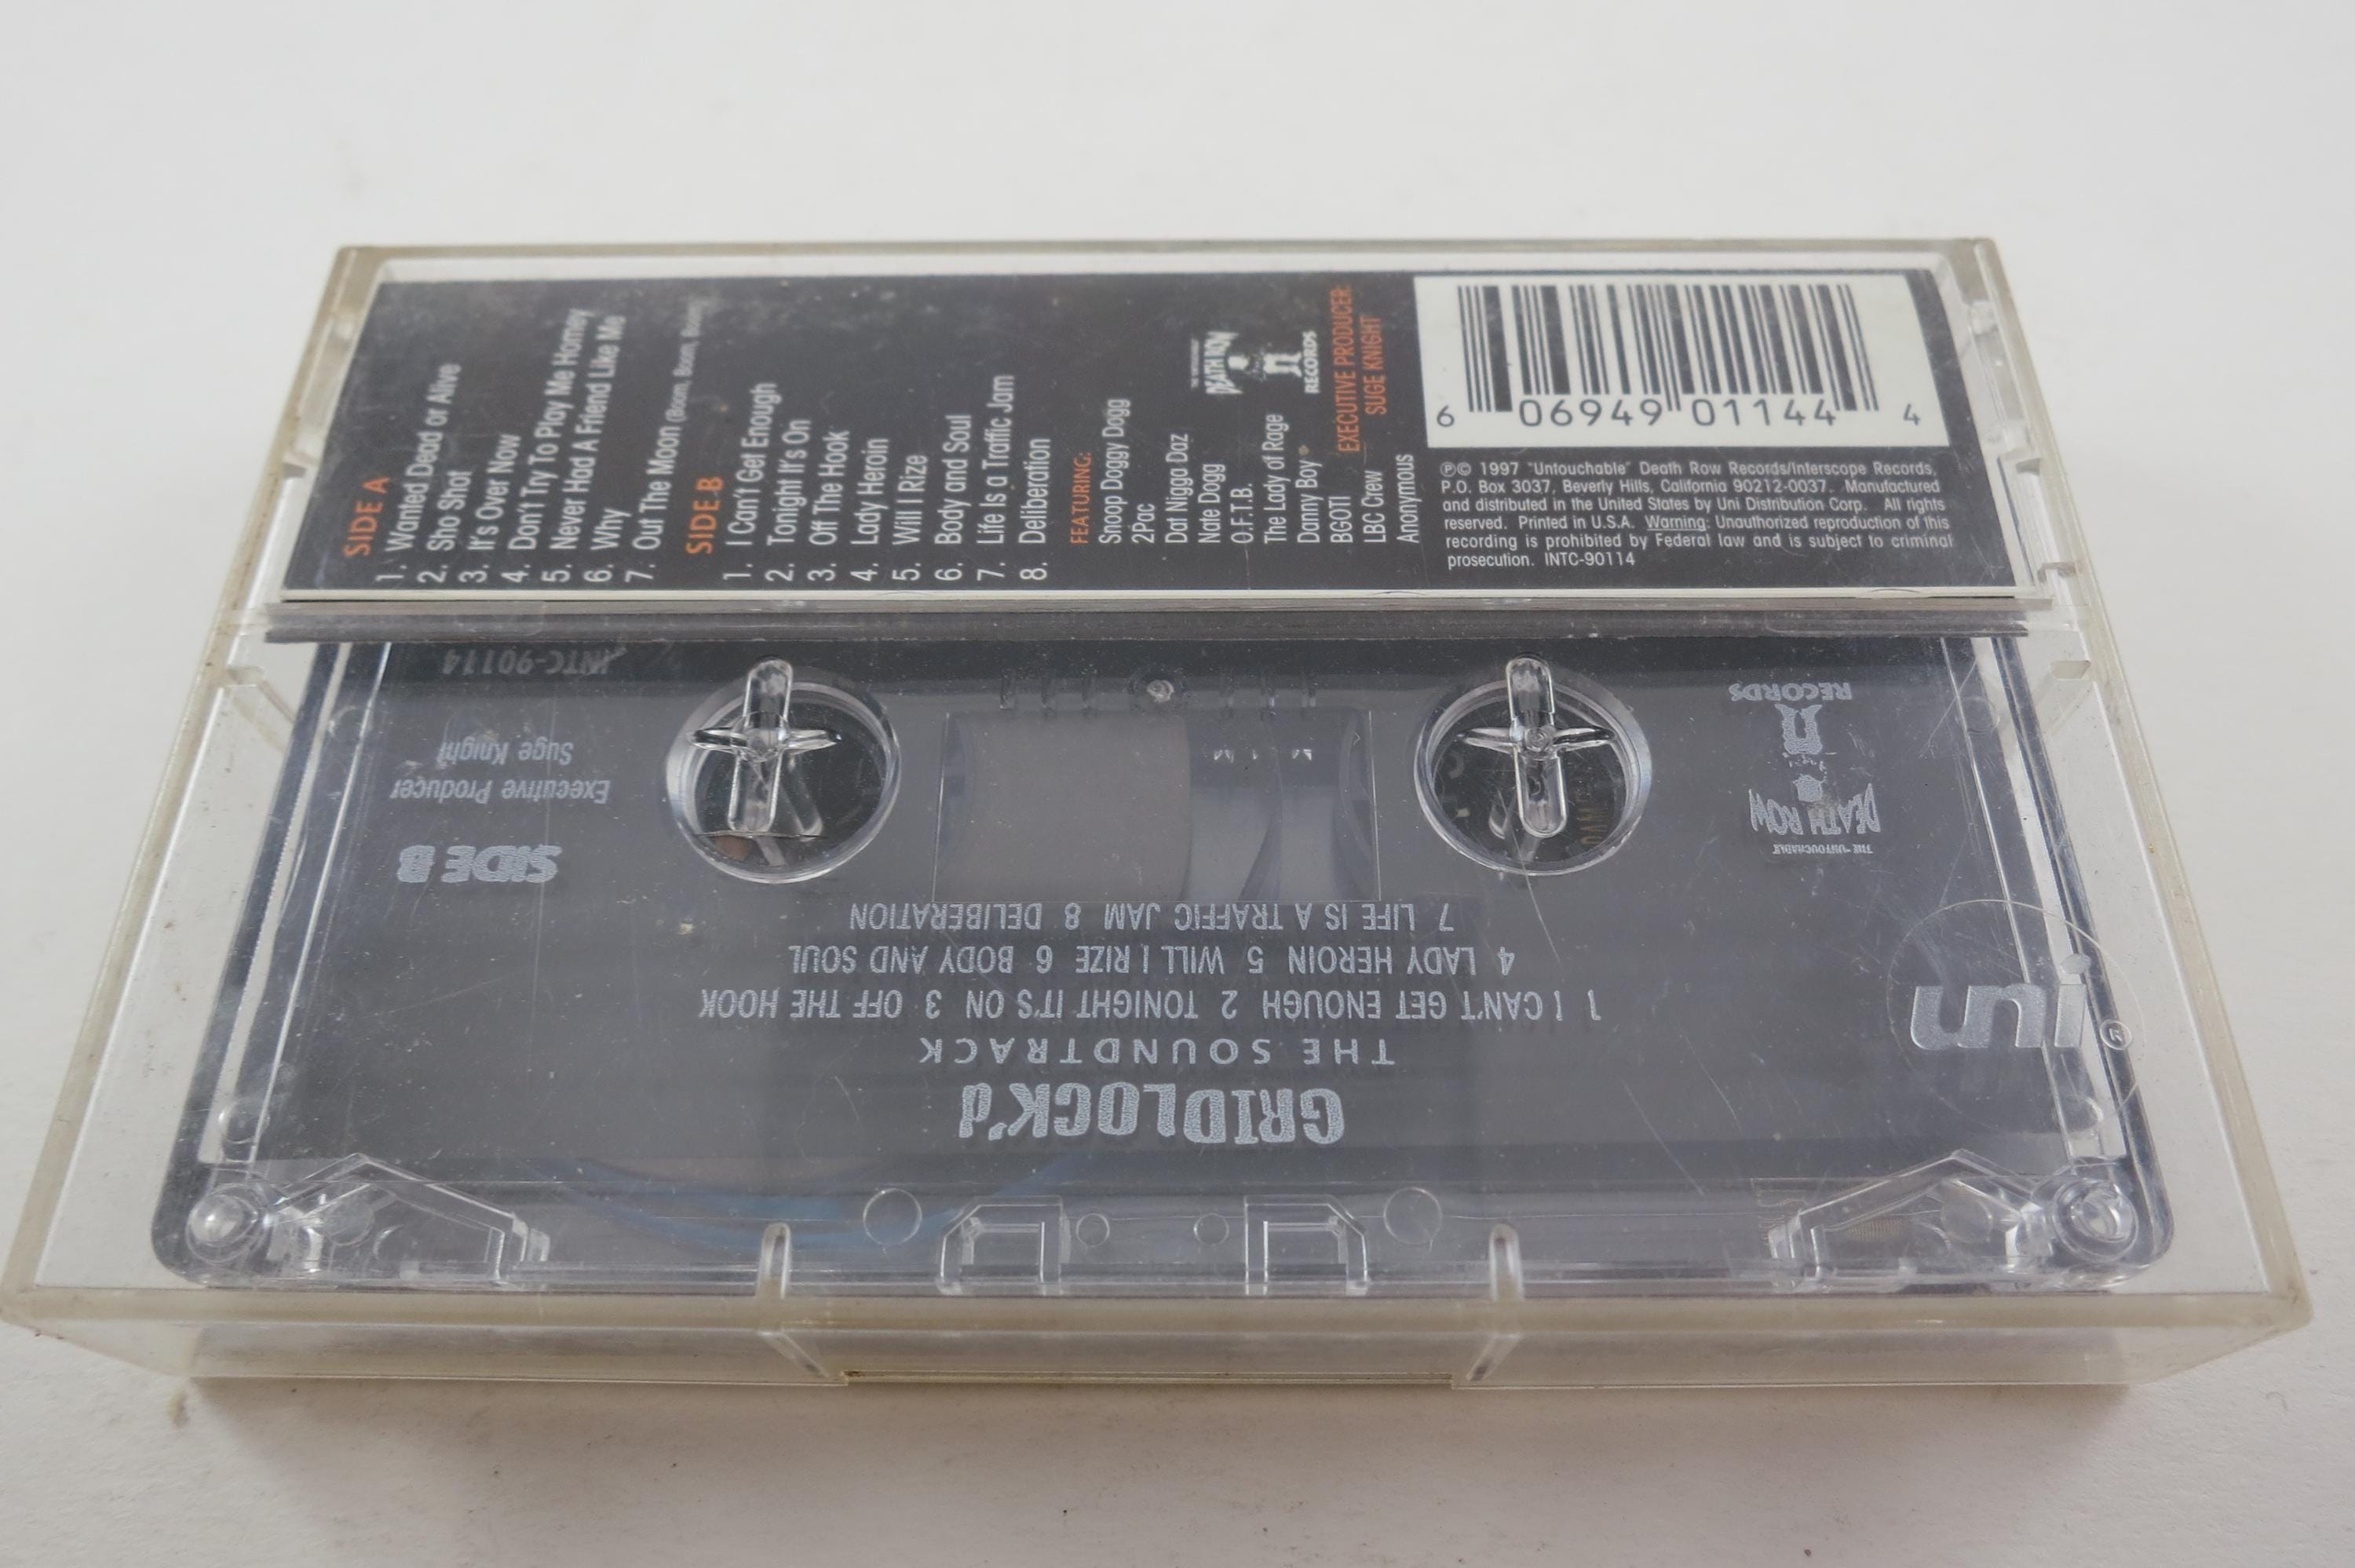 SIDE A
1. Wanted Dead or Alive
2. Sho Shot
3. It's Over Now
4. Don't Try To Play Me Homey
5. Never Had A Friend Like Me
6. Why
7. Out The Moon (Boom, Boom, Boom)
SIDE B
1. I Can't Get Enough
2. Tonight It's On
3. Off The Hook
4. Lady Heroin
5. Will I Rize
6. Body and Soul
7. Life Is a Traffic Jam
8. Deliberation
FEATURING:
Snoop Doggy Dogg
2Pac
Dat Nigga Daz
Nate Dogg
O.F.T.B.
The Lady of Rage
Danny Boy
BGOTI
LBC Crew
Anonymous
THE "UNTOUCHABLE"
DEATH ROW
RECORDS
EXECUTIVE PRODUCER:
SUGE KNIGHT
6 06949 01144 4
℗© 1997 "Untouchable" Death Row Records/Interscope Records,
P.O. Box 3037, Beverly Hills, California 90212-0037. Manufactured
and distributed in the United States by Uni Distribution Corp. All rights
reserved. Printed in U.S.A. Warning: Unauthorized reproduction of this
recording is prohibited by Federal law and is subject to criminal
prosecution. INTC-90114
GRIDLOCK'd
THE SOUNDTRACK
1 I CAN'T GET ENOUGH 2 TONIGHT IT'S ON 3 OFF THE HOOK
4 LADY HEROIN 5 WILL I RIZE 6 BODY AND SOUL
7 LIFE IS A TRAFFIC JAM 8 DELIBERATION
uni®
THE "UNTOUCHABLE"
DEATH ROW
RECORDS
SIDE B
Executive Producer
Suge Knight
INTC-90114